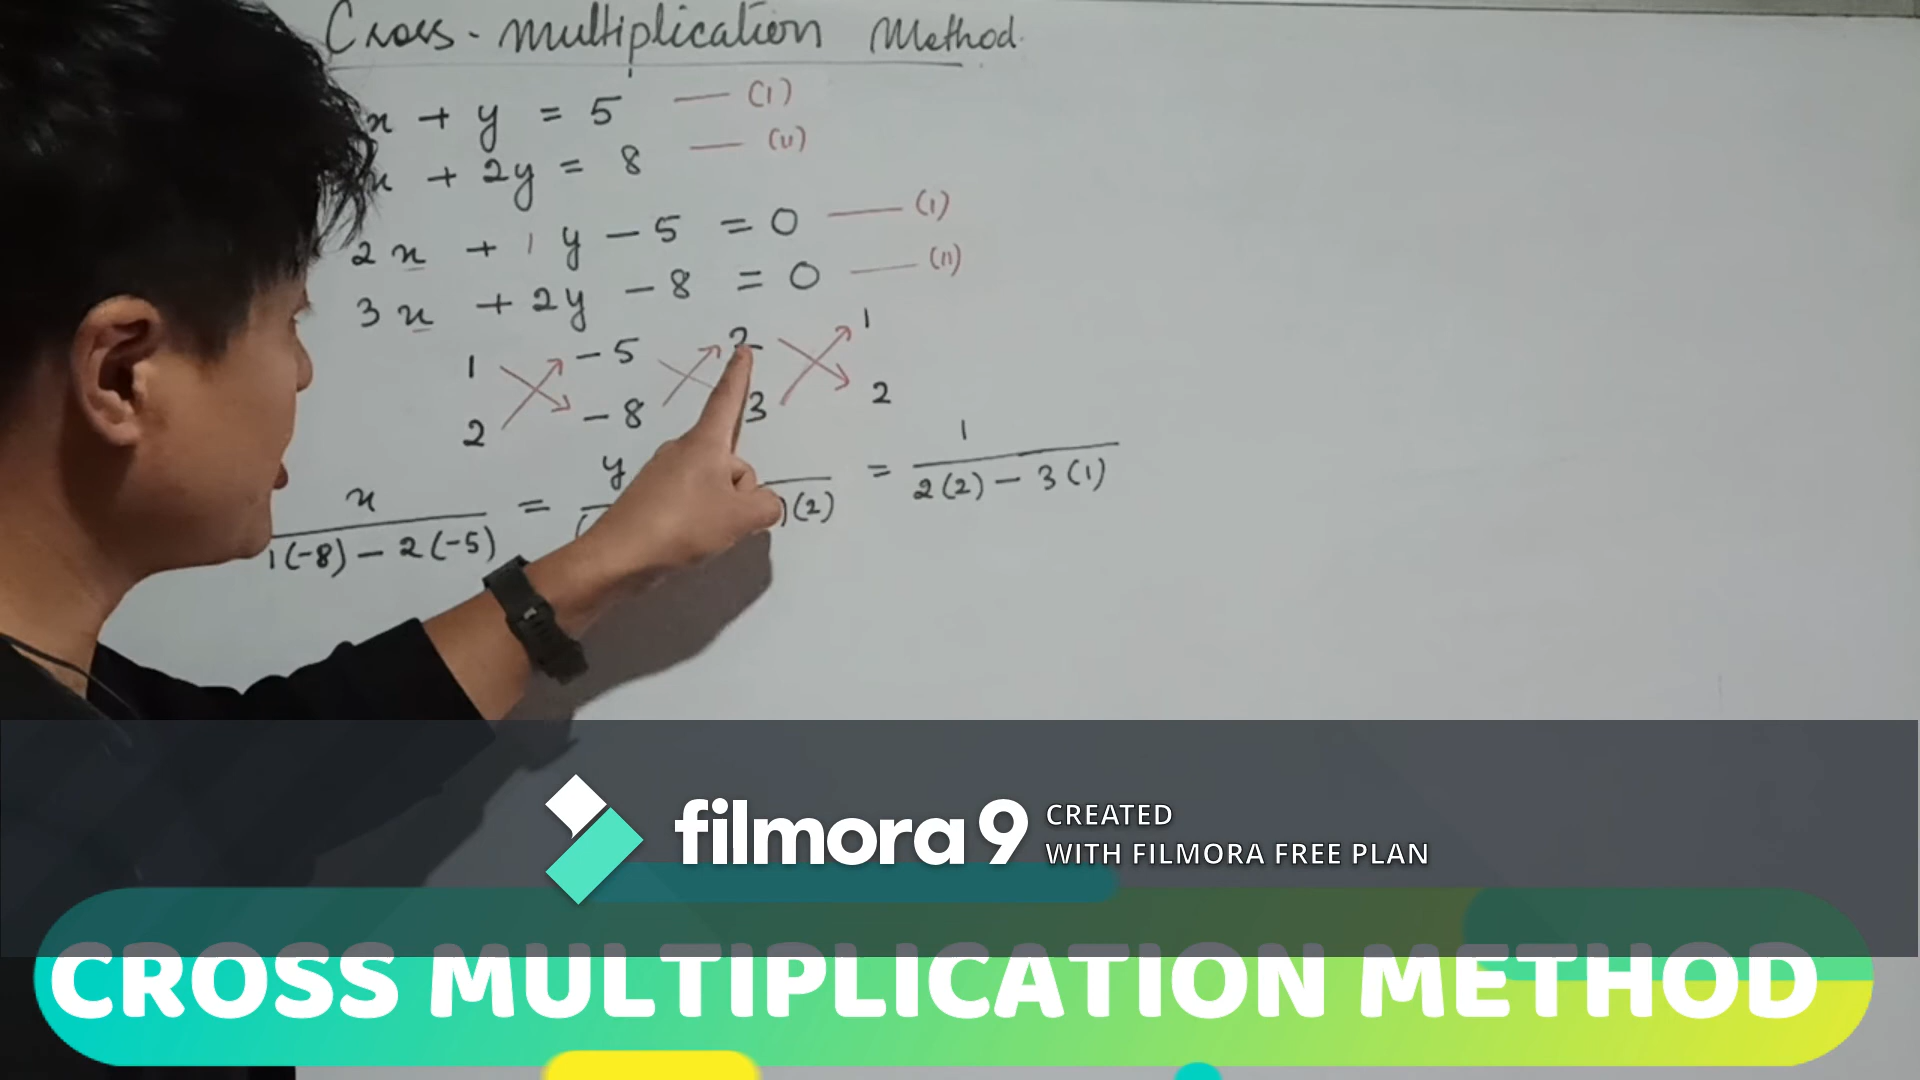 Cross-multiplication Method.
x + y = 5 — (I)
x + 2y = 8 — (II)
2x + 1y - 5 = 0 — (I)
3x + 2y - 8 = 0 — (II)
1 -5 2 1
2 -8 3 2
x = y = 1
1(-8) - 2(-5) ( )(2) 2(2) - 3(1)
filmora9 CREATED
WITH FILMORA FREE PLAN
CROSS MULTIPLICATION METHOD